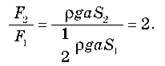 F₂/F₁ = ρgaS₂ / (1/2 ρgaS₁) = 2.